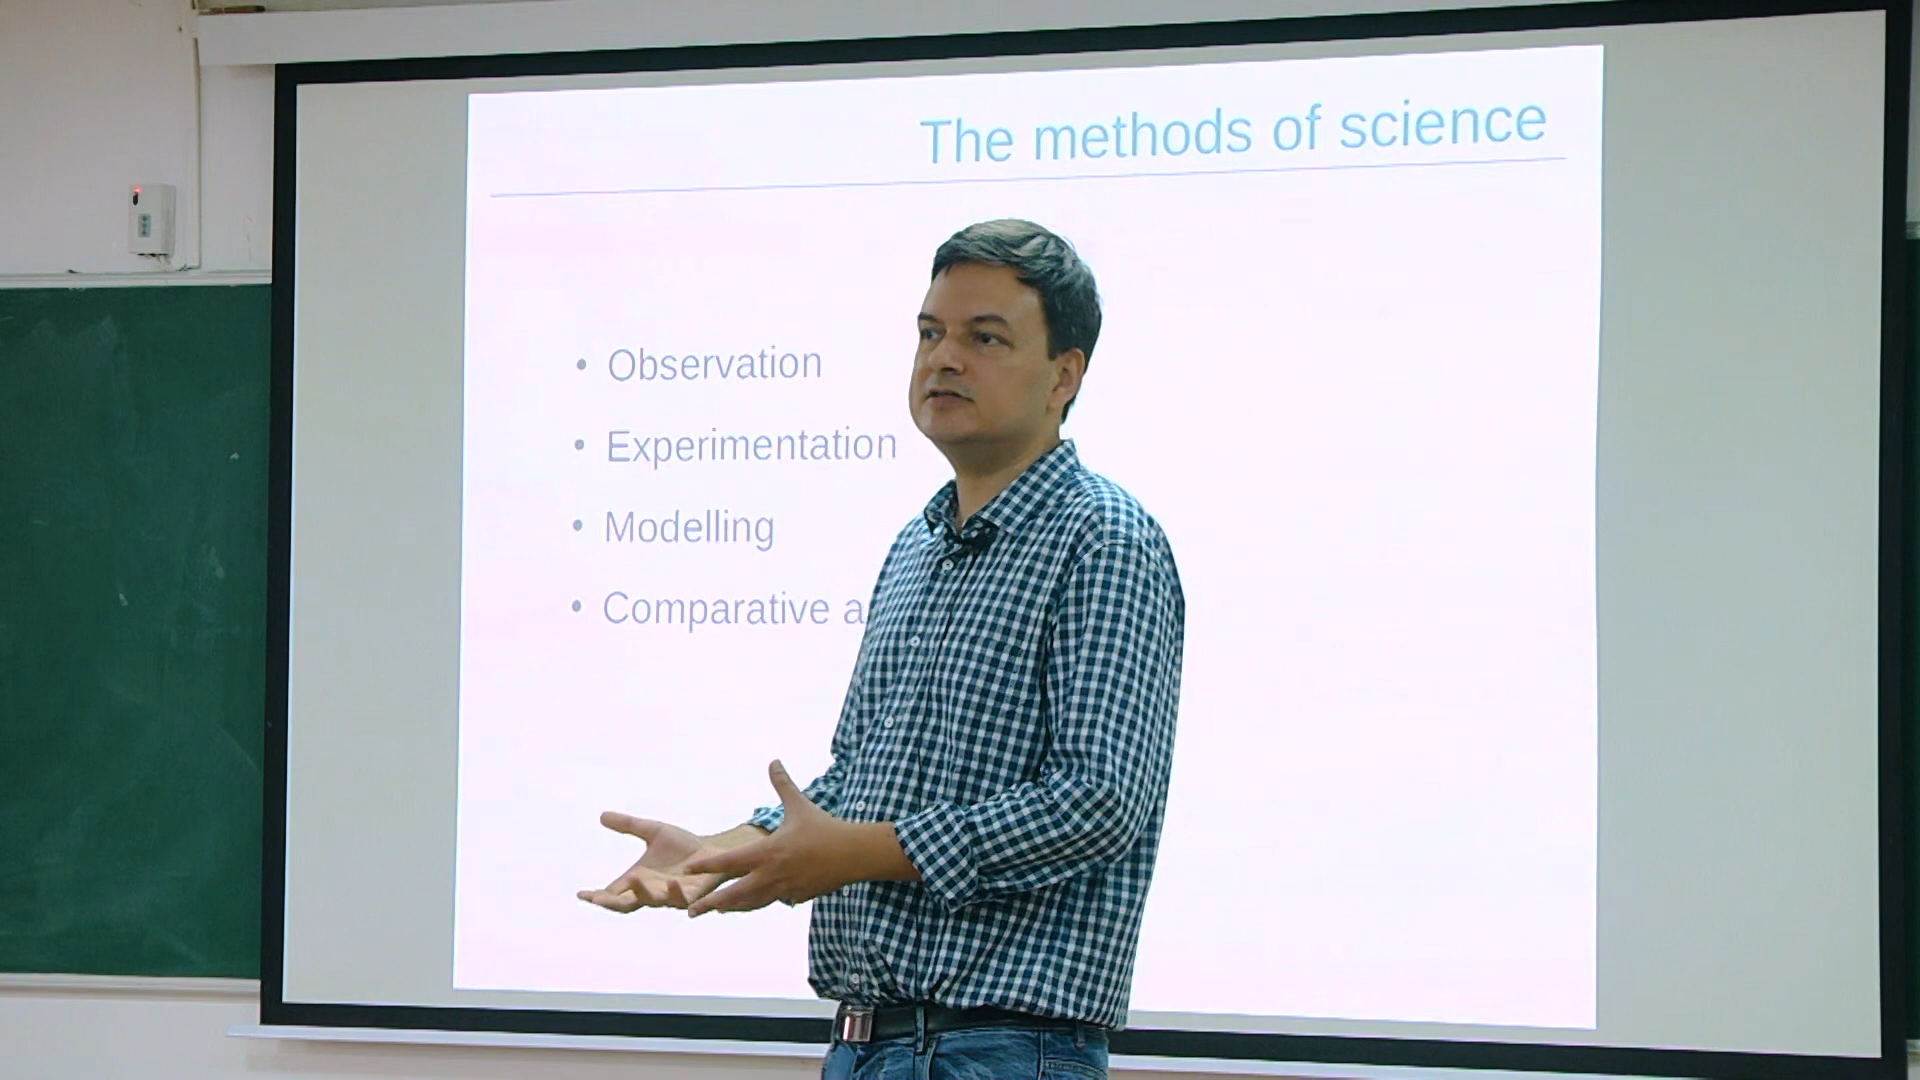 The methods of science
• Observation
• Experimentation
• Modelling
• Comparative